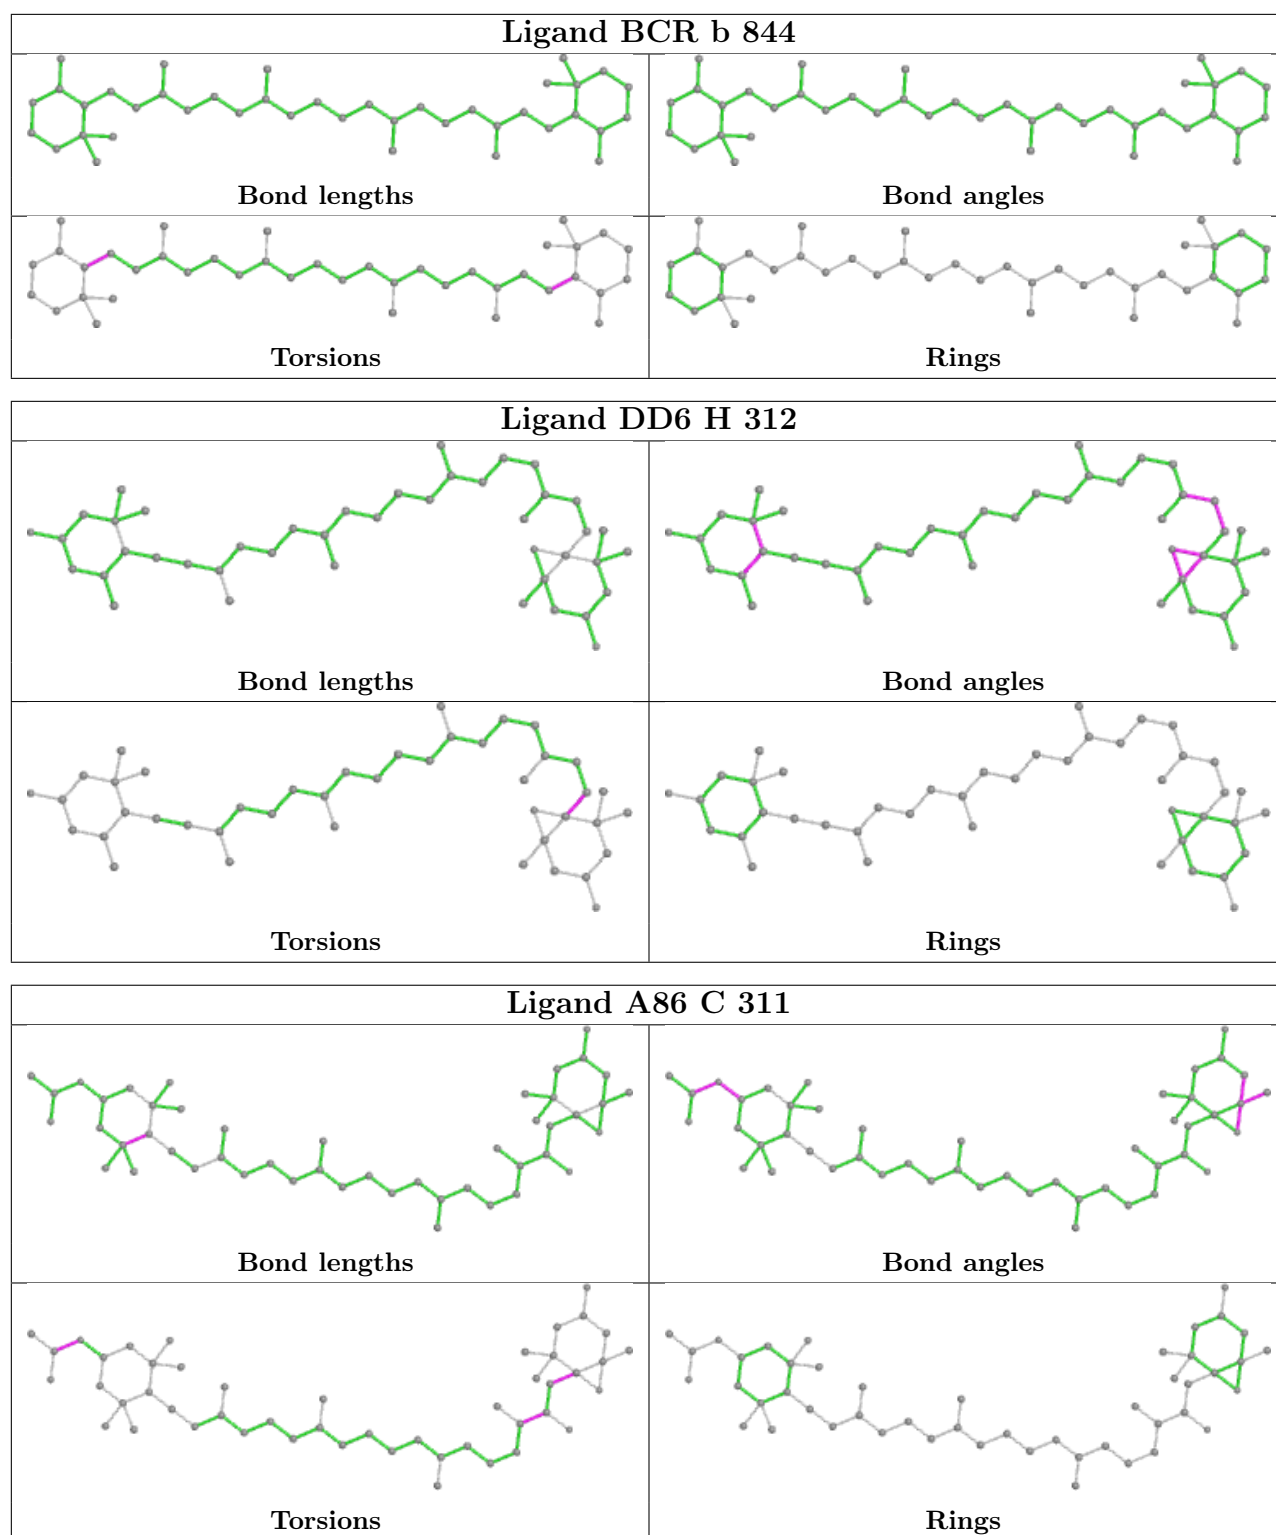 Ligand BCR b 844
Bond lengths
Bond angles
Torsions
Rings
Ligand DD6 H 312
Bond lengths
Bond angles
Torsions
Rings
Ligand A86 C 311
Bond lengths
Bond angles
Torsions
Rings